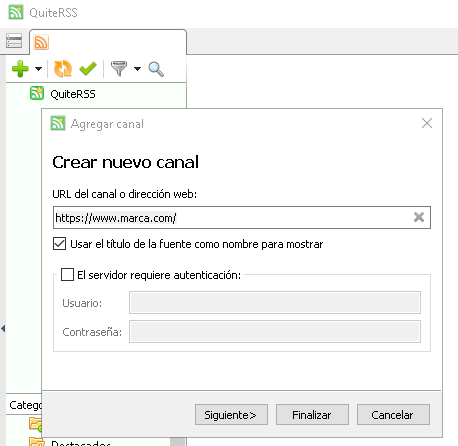 QuiteRSS
QuiteRSS
Agregar canal
Crear nuevo canal
URL del canal o dirección web:
https://www.marca.com/
Usar el título de la fuente como nombre para mostrar
El servidor requiere autenticación:
Usuario:
Contraseña:
Categ
Siguiente>
Finalizar
Cancelar
Destacados